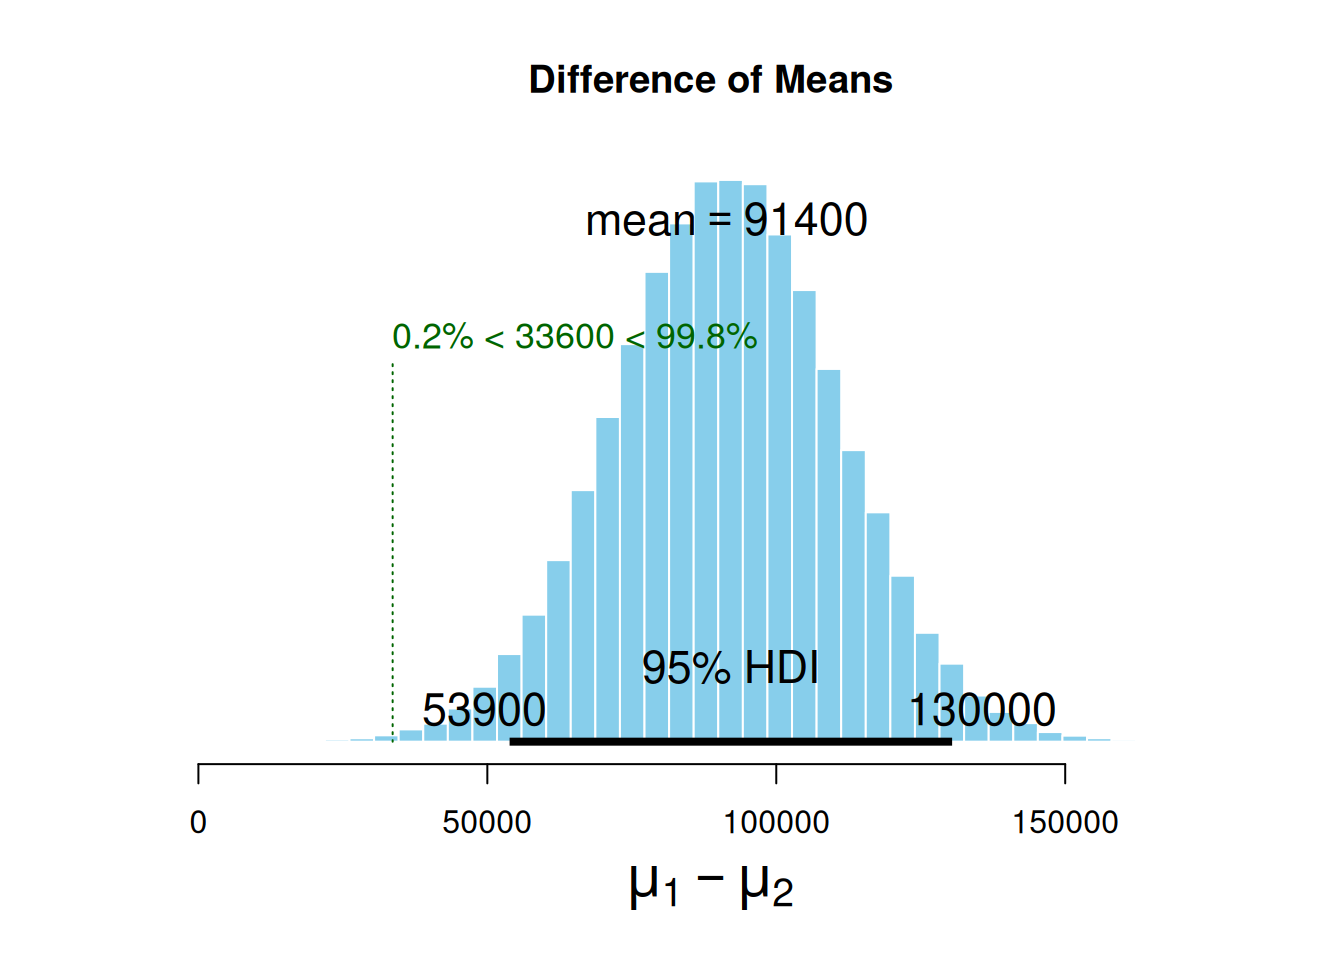 Difference of Means
mean = 91400
0.2% < 33600 < 99.8%
95% HDI
53900 130000
0 50000 100000 150000
μ₁ − μ₂